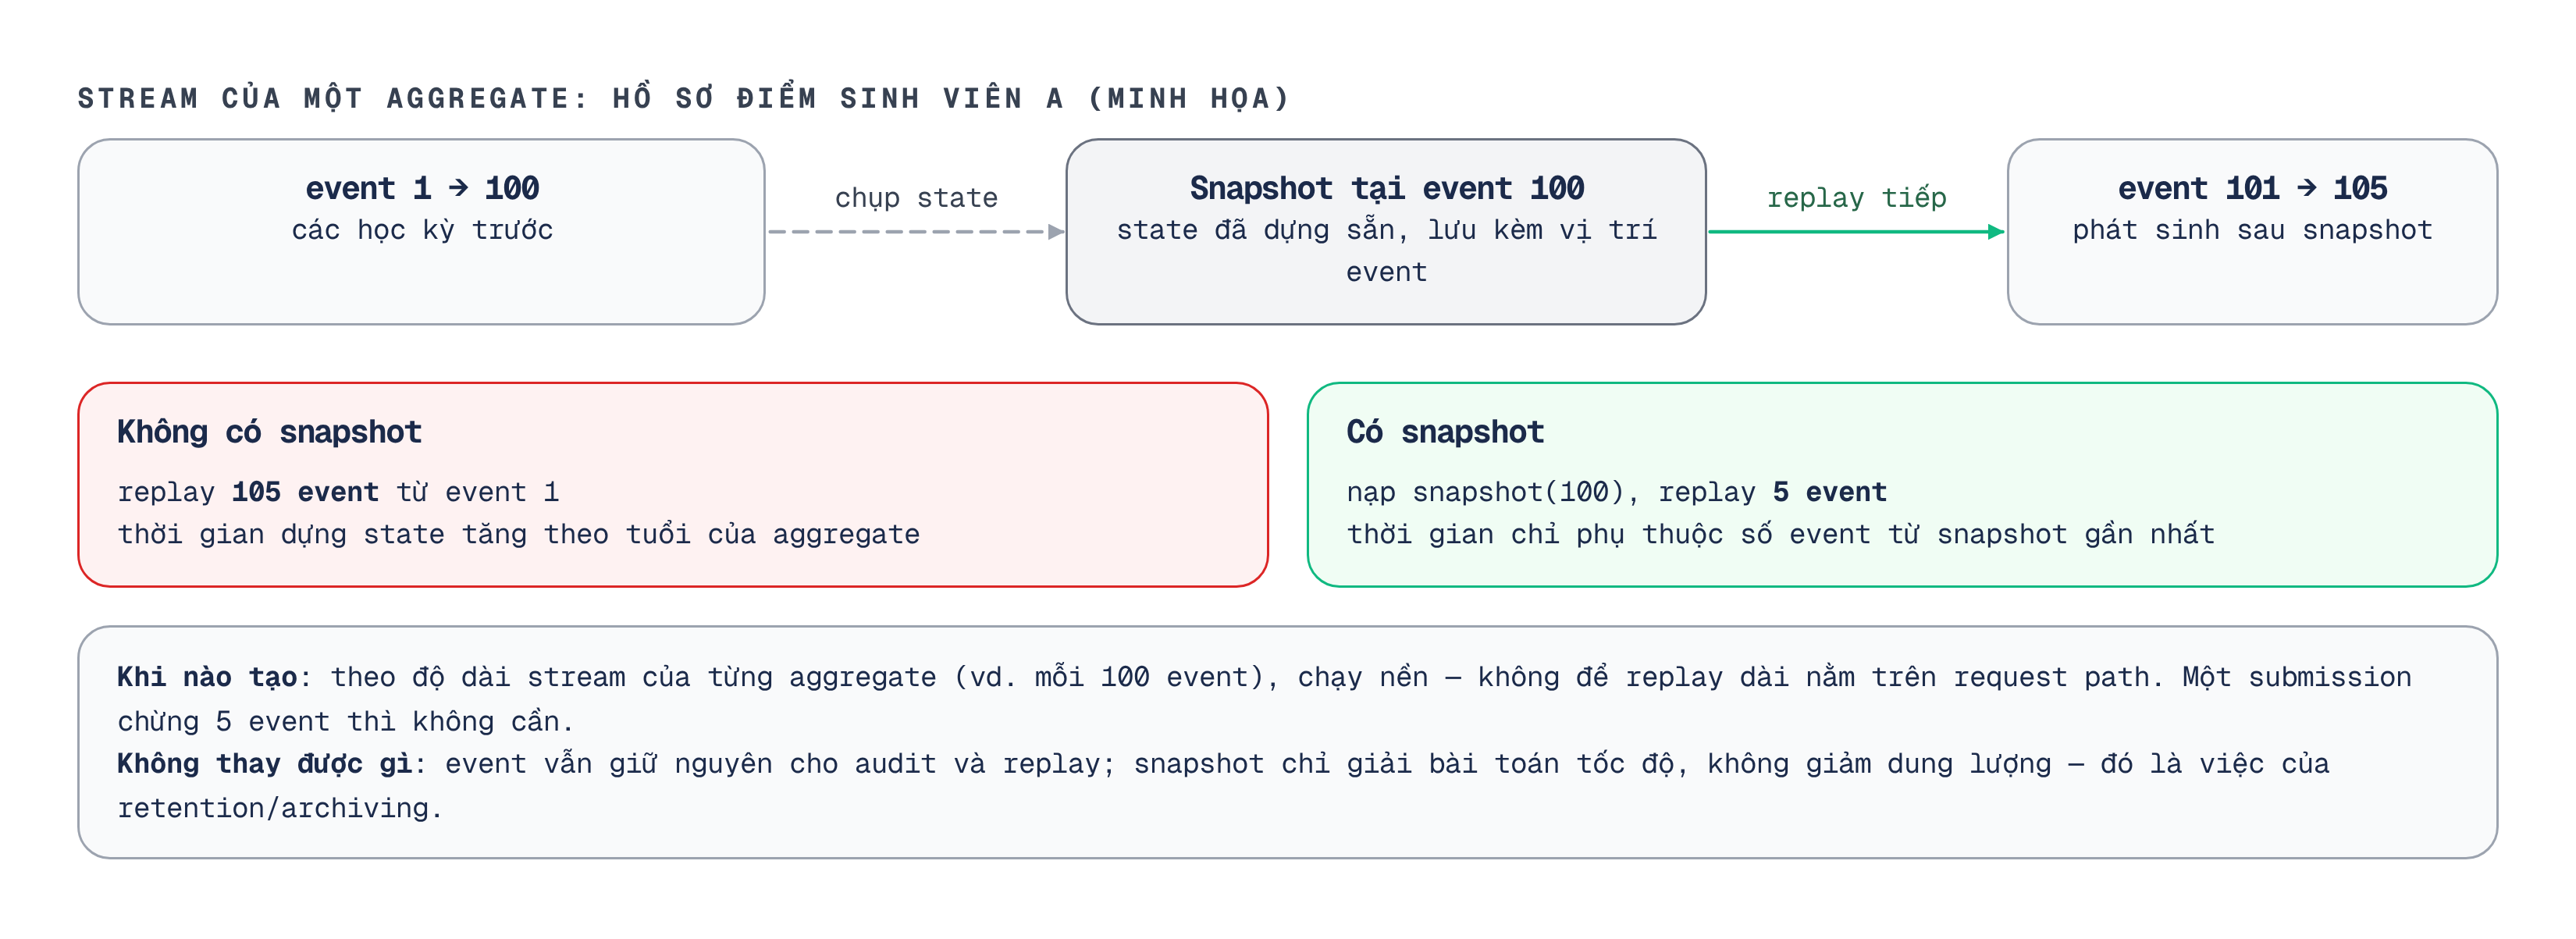 STREAM CỦA MỘT AGGREGATE: HỒ SƠ ĐIỂM SINH VIÊN A (MINH HỌA)
event 1 → 100
các học kỳ trước
chụp state
Snapshot tại event 100
state đã dựng sẵn, lưu kèm vị trí
event
replay tiếp
event 101 → 105
phát sinh sau snapshot
Không có snapshot
replay 105 event từ event 1
thời gian dựng state tăng theo tuổi của aggregate
Có snapshot
nạp snapshot(100), replay 5 event
thời gian chỉ phụ thuộc số event từ snapshot gần nhất
Khi nào tạo: theo độ dài stream của từng aggregate (vd. mỗi 100 event), chạy nền — không để replay dài nằm trên request path. Một submission
chừng 5 event thì không cần.
Không thay được gì: event vẫn giữ nguyên cho audit và replay; snapshot chỉ giải bài toán tốc độ, không giảm dung lượng — đó là việc của
retention/archiving.